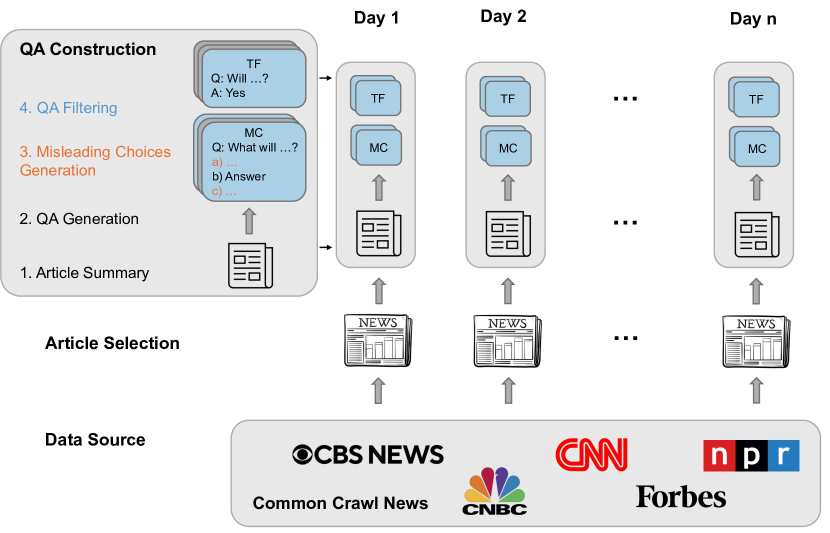 Day 1
Day 2
Day n
QA Construction
4. QA Filtering
3. Misleading Choices
Generation
2. QA Generation
1. Article Summary
TF
Q: Will ...?
A: Yes
MC
Q: What will ...?
a) ...
b) Answer
c) ...
TF
MC
TF
MC
...
...
TF
MC
Article Selection
NEWS
NEWS
...
NEWS
Data Source
CBS NEWS
CNN
npr
Common Crawl News
CNBC
Forbes